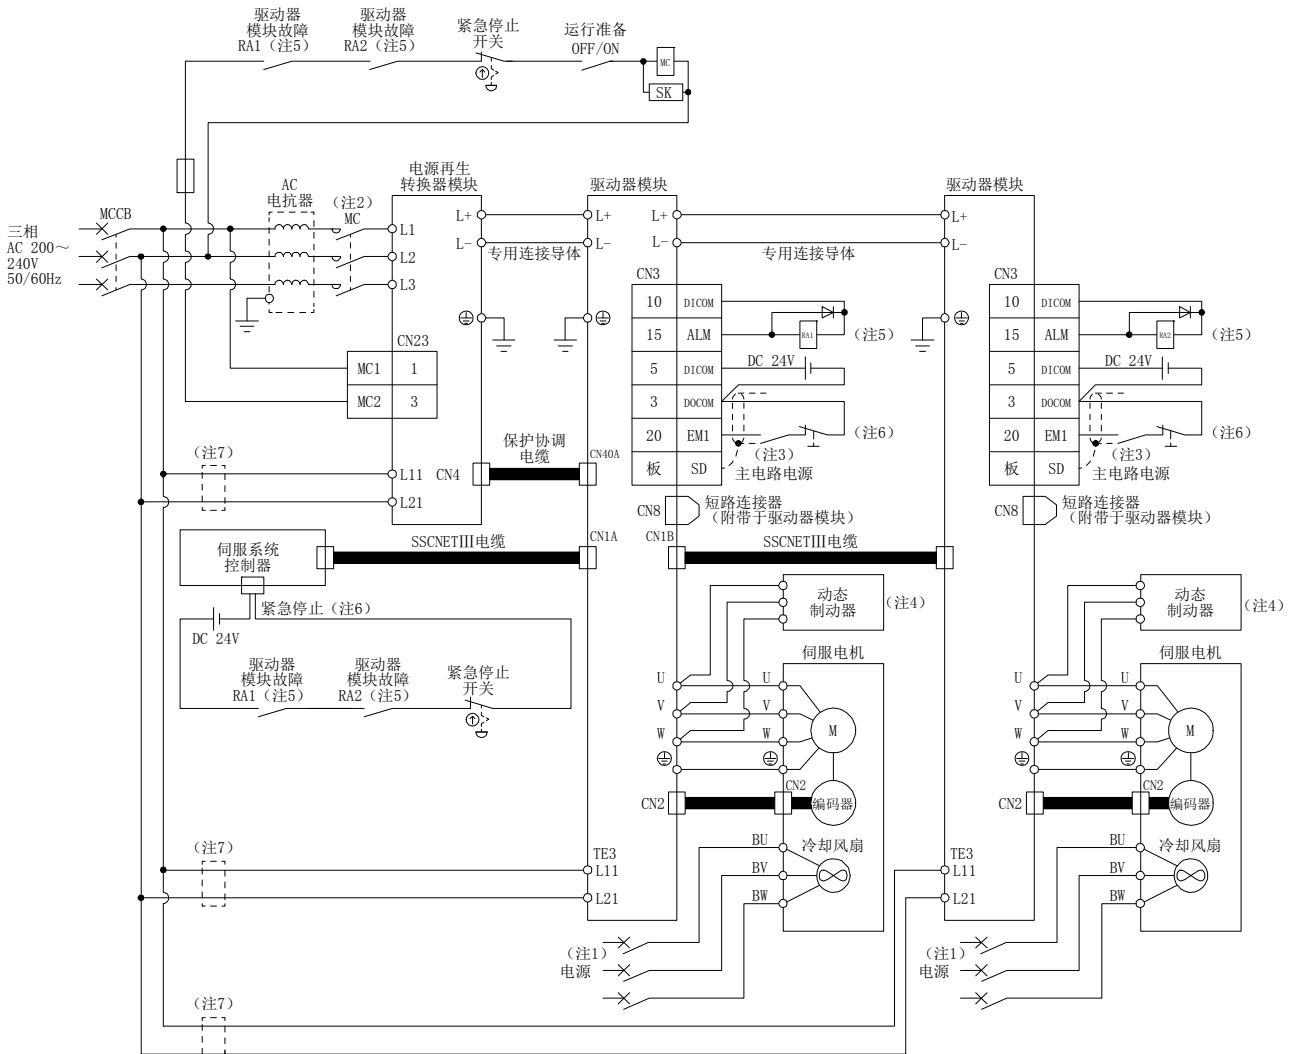 驱动器
模块故障
RA1（注5）
驱动器
模块故障
RA2（注5）
紧急停止
开关
运行准备
OFF/ON
MC
SK
电源再生
转换器模块
驱动器模块
驱动器模块
AC
电抗器
（注2）
MC
MCCB
三相
AC 200～
240V
50/60Hz
L1
L2
L3
L+
L-
专用连接导体
L+
L-
L+
L-
专用连接导体
L+
L-
CN23
MC1 1
MC2 3
CN3
10 DICOM
15 ALM
5 DICOM
3 DOCOM
20 EM1
板 SD
RA1
（注5）
DC 24V
（注6）
（注3）
主电路电源
CN3
10 DICOM
15 ALM
5 DICOM
3 DOCOM
20 EM1
板 SD
RA2
（注5）
DC 24V
（注6）
（注3）
主电路电源
（注7）
L11
L21
CN4
保护协调
电缆
CN40A
CN8
短路连接器
（附带于驱动器模块）
CN8
短路连接器
（附带于驱动器模块）
伺服系统
控制器
SSCNETⅢ电缆
CN1A
CN1B
SSCNETⅢ电缆
紧急停止（注6）
DC 24V
驱动器
模块故障
RA1（注5）
驱动器
模块故障
RA2（注5）
紧急停止
开关
动态
制动器
（注4）
伺服电机
U U
V V
W W
M
CN2
CN2
编码器
冷却风扇
BU
BV
BW
动态
制动器
（注4）
伺服电机
U U
V V
W W
M
CN2
CN2
编码器
冷却风扇
BU
BV
BW
（注7）
TE3
L11
L21
TE3
L11
L21
（注1）
电源
（注1）
电源
（注7）